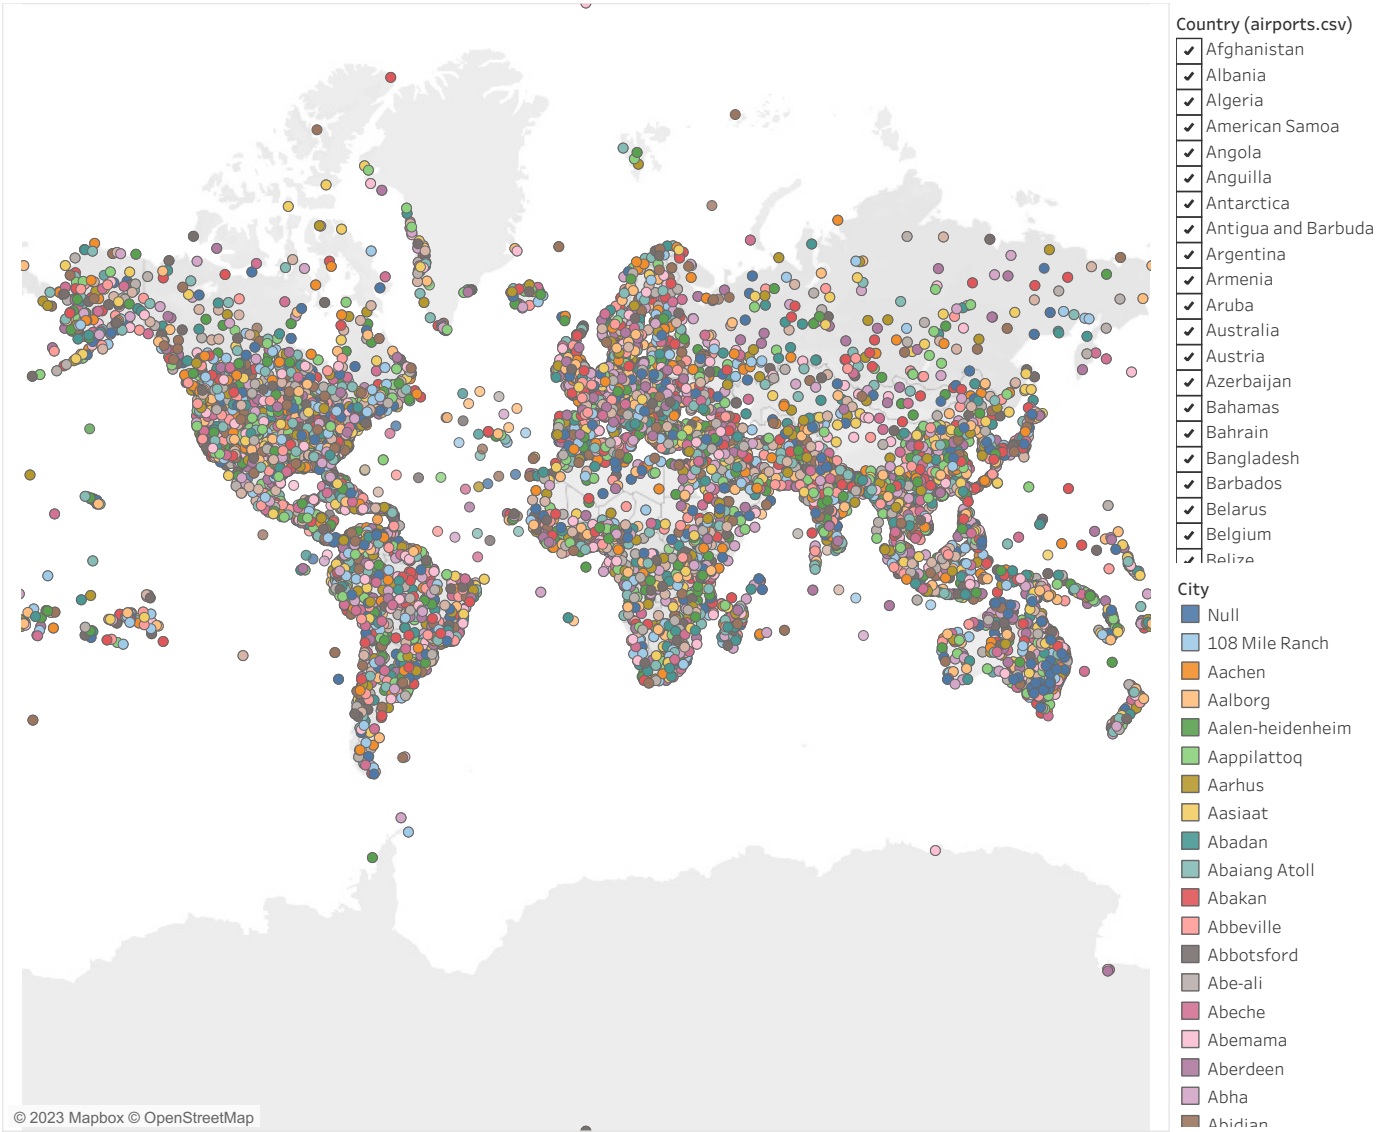 Country (airports.csv)
Afghanistan
Albania
Algeria
American Samoa
Angola
Anguilla
Antarctica
Antigua and Barbuda
Argentina
Armenia
Aruba
Australia
Austria
Azerbaijan
Bahamas
Bahrain
Bangladesh
Barbados
Belarus
Belgium
Belize
City
Null
108 Mile Ranch
Aachen
Aalborg
Aalen-heidenheim
Aappilattoq
Aarhus
Aasiaat
Abadan
Abaiang Atoll
Abakan
Abbeville
Abbotsford
Abe-ali
Abeche
Abemama
Aberdeen
Abha
Abidjan
© 2023 Mapbox © OpenStreetMap